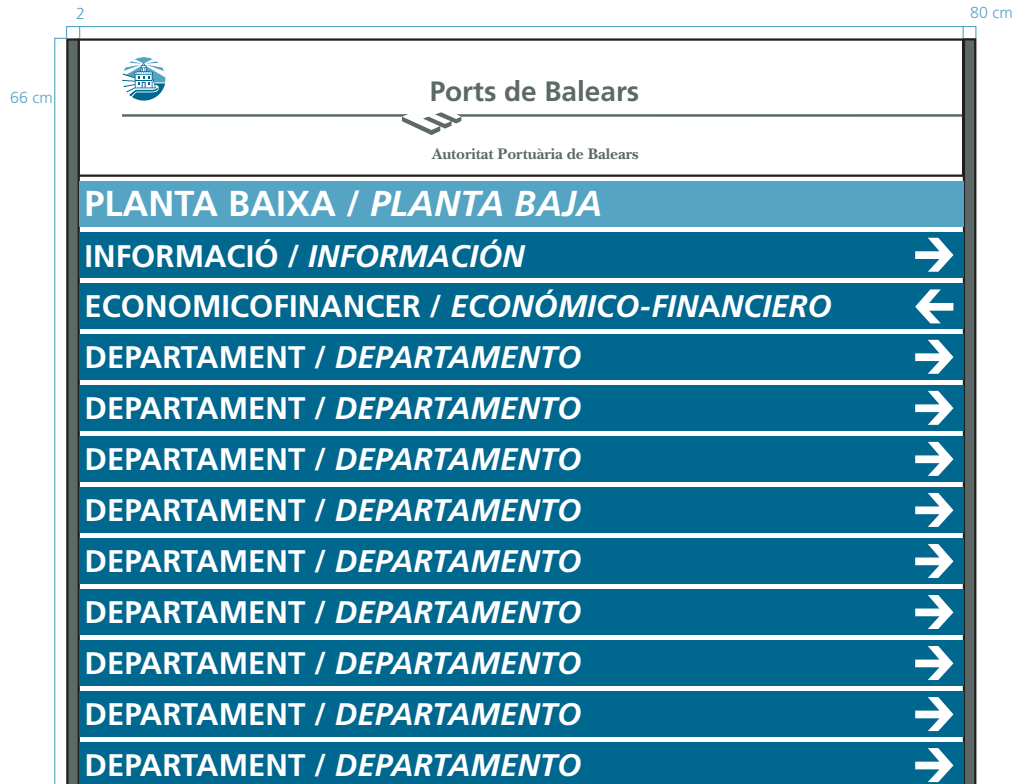 2
80 cm
66 cm
Ports de Balears
Autoritat Portuària de Balears
PLANTA BAIXA / PLANTA BAJA
INFORMACIÓ / INFORMACIÓN
ECONOMICOFINANCER / ECONÓMICO-FINANCIERO
DEPARTAMENT / DEPARTAMENTO
DEPARTAMENT / DEPARTAMENTO
DEPARTAMENT / DEPARTAMENTO
DEPARTAMENT / DEPARTAMENTO
DEPARTAMENT / DEPARTAMENTO
DEPARTAMENT / DEPARTAMENTO
DEPARTAMENT / DEPARTAMENTO
DEPARTAMENT / DEPARTAMENTO
DEPARTAMENT / DEPARTAMENTO